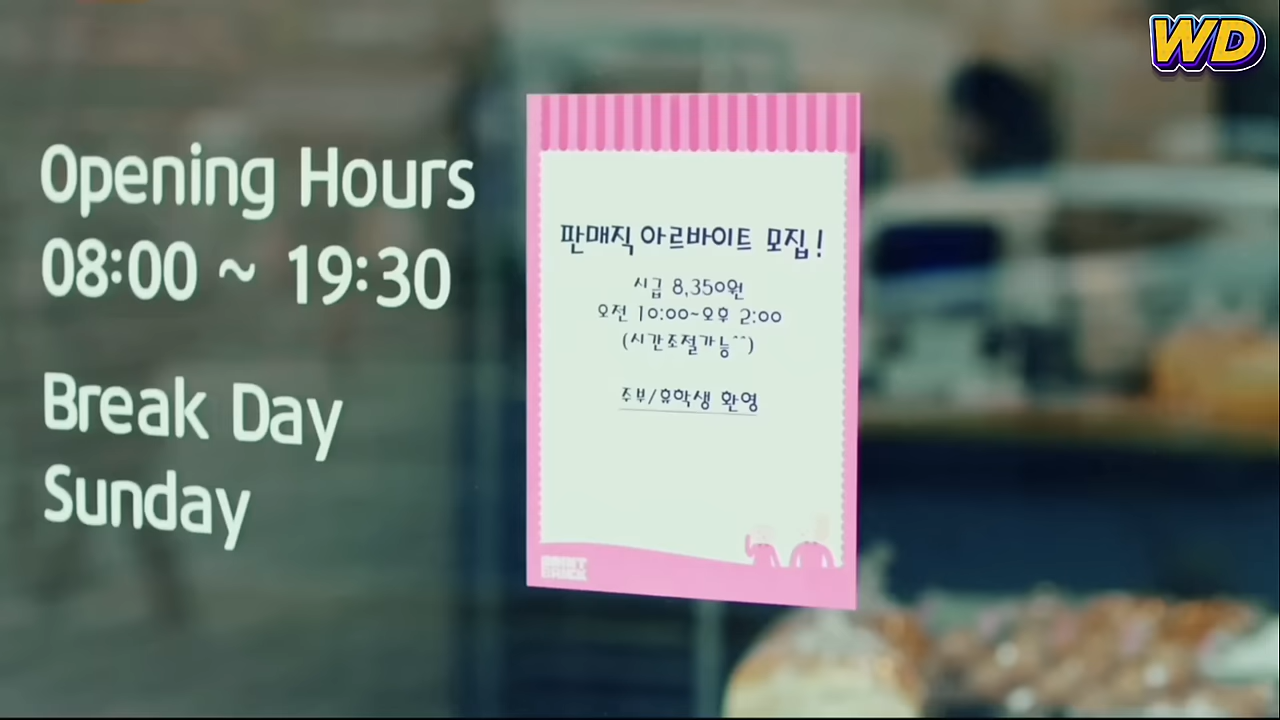 WD
Opening Hours
08:00 ~ 19:30
Break Day
Sunday
판매직 아르바이트 모집!
시급 8,350원
오전 10:00~오후 2:00
(시간조절가능^^)
주부/휴학생 환영